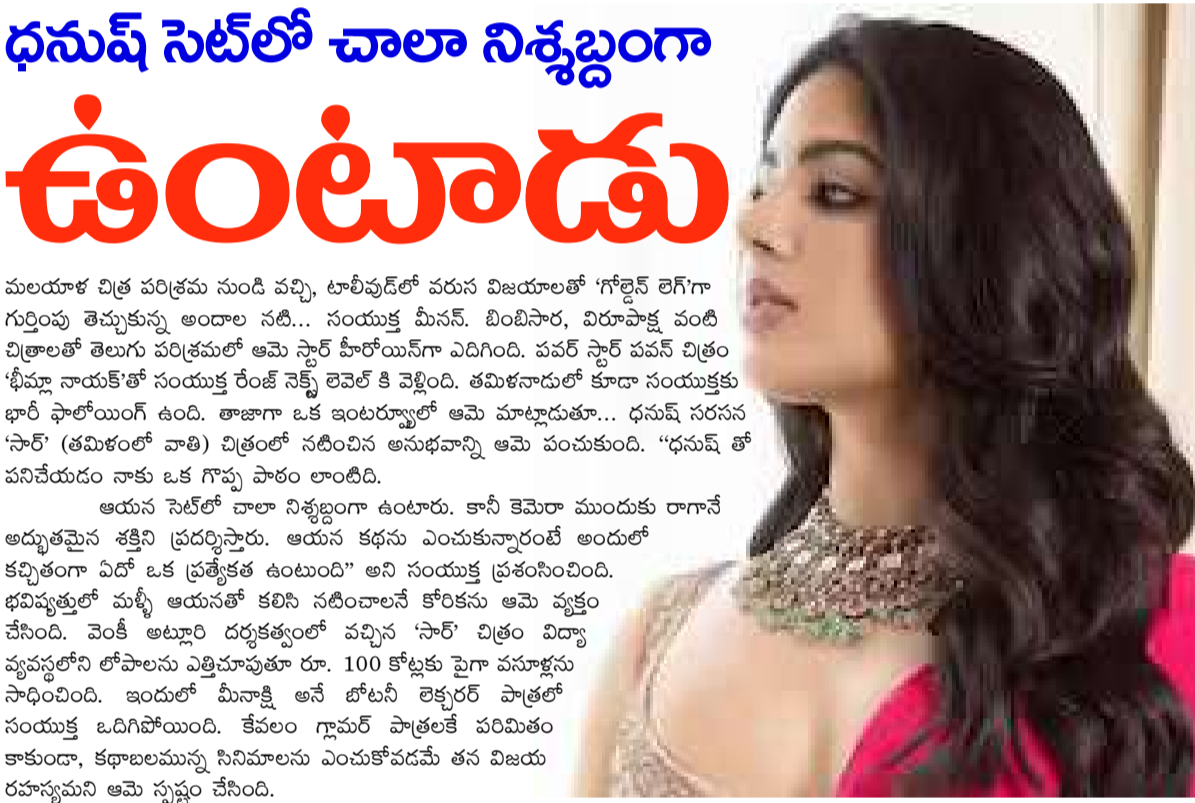 ధనుష్ సెట్‌లో చాలా నిశ్శబ్దంగా
ఉంటాడు
మలయాళ చిత్ర పరిశ్రమ నుండి వచ్చి, టాలీవుడ్‌లో వరుస విజయాలతో ‘గోల్డెన్ లెగ్’గా
గుర్తింపు తెచ్చుకున్న అందాల నటి... సంయుక్త మీనన్. బింబిసార, విరూపాక్ష వంటి
చిత్రాలతో తెలుగు పరిశ్రమలో ఆమె స్టార్ హీరోయిన్‌గా ఎదిగింది. పవర్ స్టార్ పవన్ చిత్రం
‘భీమ్లా నాయక్’తో సంయుక్త రేంజ్ నెక్స్ట్ లెవెల్ కి వెళ్లింది. తమిళనాడులో కూడా సంయుక్తకు
భారీ ఫాలోయింగ్ ఉంది. తాజాగా ఒక ఇంటర్వ్యూలో ఆమె మాట్లాడుతూ... ధనుష్ సరసన
‘సార్’ (తమిళంలో వాతి) చిత్రంలో నటించిన అనుభవాన్ని ఆమె పంచుకుంది. “ధనుష్ తో
పనిచేయడం నాకు ఒక గొప్ప పాఠం లాంటిది.
ఆయన సెట్‌లో చాలా నిశ్శబ్దంగా ఉంటారు. కానీ కెమెరా ముందుకు రాగానే
అద్భుతమైన శక్తిని ప్రదర్శిస్తారు. ఆయన కథను ఎంచుకున్నారంటే అందులో
కచ్చితంగా ఏదో ఒక ప్రత్యేకత ఉంటుంది” అని సంయుక్త ప్రశంసించింది.
భవిష్యత్తులో మళ్ళీ ఆయనతో కలిసి నటించాలనే కోరికను ఆమె వ్యక్తం
చేసింది. వెంకీ అట్లూరి దర్శకత్వంలో వచ్చిన ‘సార్’ చిత్రం విద్యా
వ్యవస్థలోని లోపాలను ఎత్తిచూపుతూ రూ. 100 కోట్లకు పైగా వసూళ్లను
సాధించింది. ఇందులో మీనాక్షి అనే బోటనీ లెక్చరర్ పాత్రలో
సంయుక్త ఒదిగిపోయింది. కేవలం గ్లామర్ పాత్రలకే పరిమితం
కాకుండా, కథాబలమున్న సినిమాలను ఎంచుకోవడమే తన విజయ
రహస్యమని ఆమె స్పష్టం చేసింది.